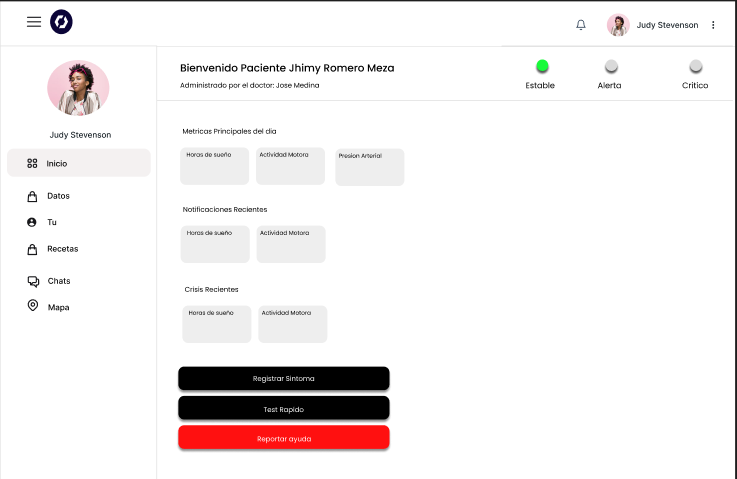 Judy Stevenson
Judy Stevenson
Inicio
Datos
Tu
Recetas
Chats
Mapa
Bienvenido Paciente Jhimy Romero Meza
Administrado por el doctor: Jose Medina
Estable
Alerta
Critico
Metricas Principales del dia
Horas de sueño
Actividad Motora
Presion Arterial
Notificaciones Recientes
Horas de sueño
Actividad Motora
Crisis Recientes
Horas de sueño
Actividad Motora
Registrar Sintoma
Test Rapido
Reportar ayuda